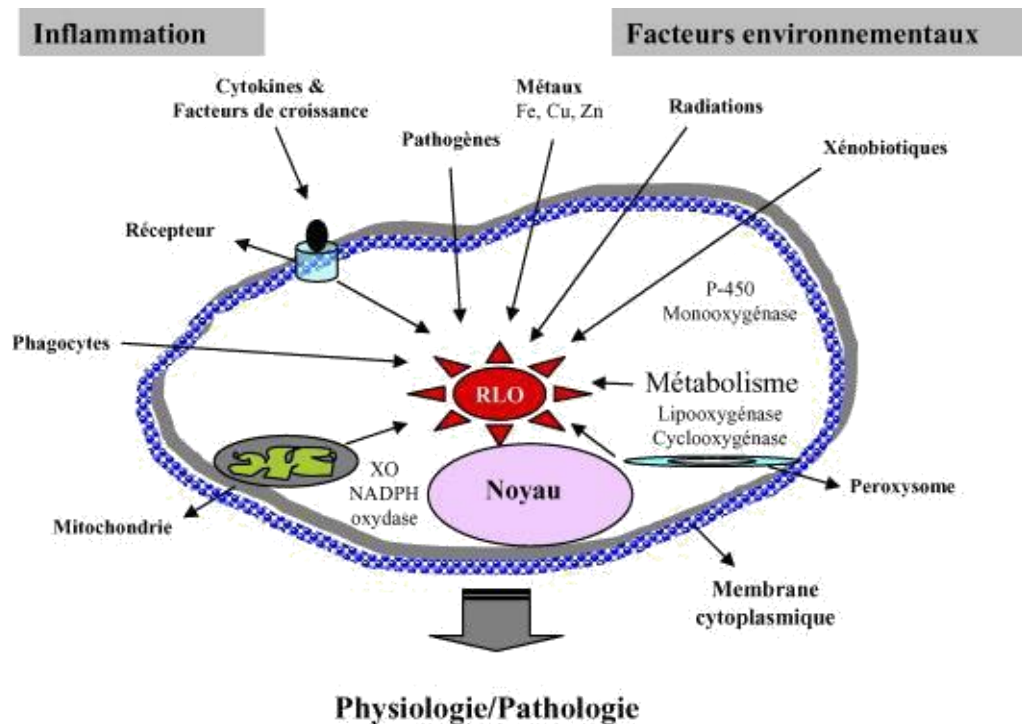 Inflammation
Facteurs environnementaux
Cytokines &
Facteurs de croissance
Métaux
Fe, Cu, Zn
Radiations
Pathogènes
Xénobiotiques
Récepteur
P-450
Monooxygénase
Phagocytes
RLO
Métabolisme
Lipooxygénase
Cyclooxygénase
XO
NADPH
oxydase
Noyau
Peroxysome
Mitochondrie
Membrane
cytoplasmique
Physiologie/Pathologie